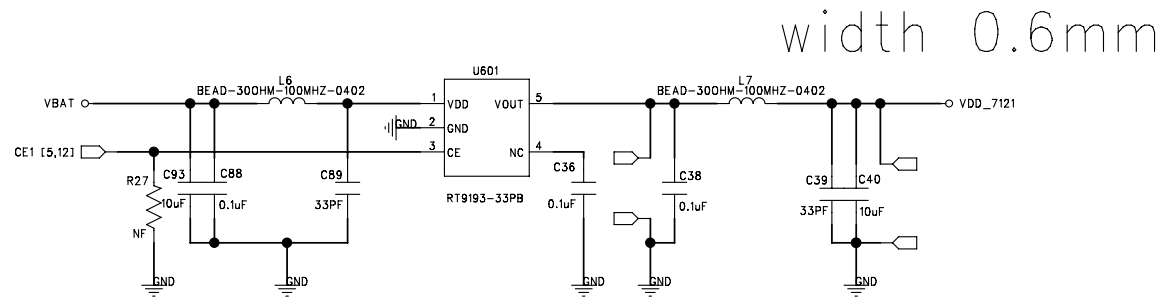 width 0.6mm
U601
L6
BEAD-300HM-100MHZ-0402
L7
BEAD-300HM-100MHZ-0402
VBAT
1
VDD
VOUT
5
VDD_7121
GND
2
GND
CE1 [5,12]
3
CE
NC
4
R27
C93
C88
C89
C36
C38
C39
C40
10uF
0.1uF
33PF
RT9193-33PB
0.1uF
0.1uF
33PF
10uF
NF
GND
GND
GND
GND
GND